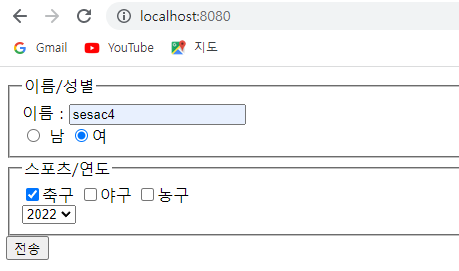 localhost:8080
Gmail YouTube 지도
이름/성별
이름 : sesac4
남 여
스포츠/연도
축구 야구 농구
2022
전송